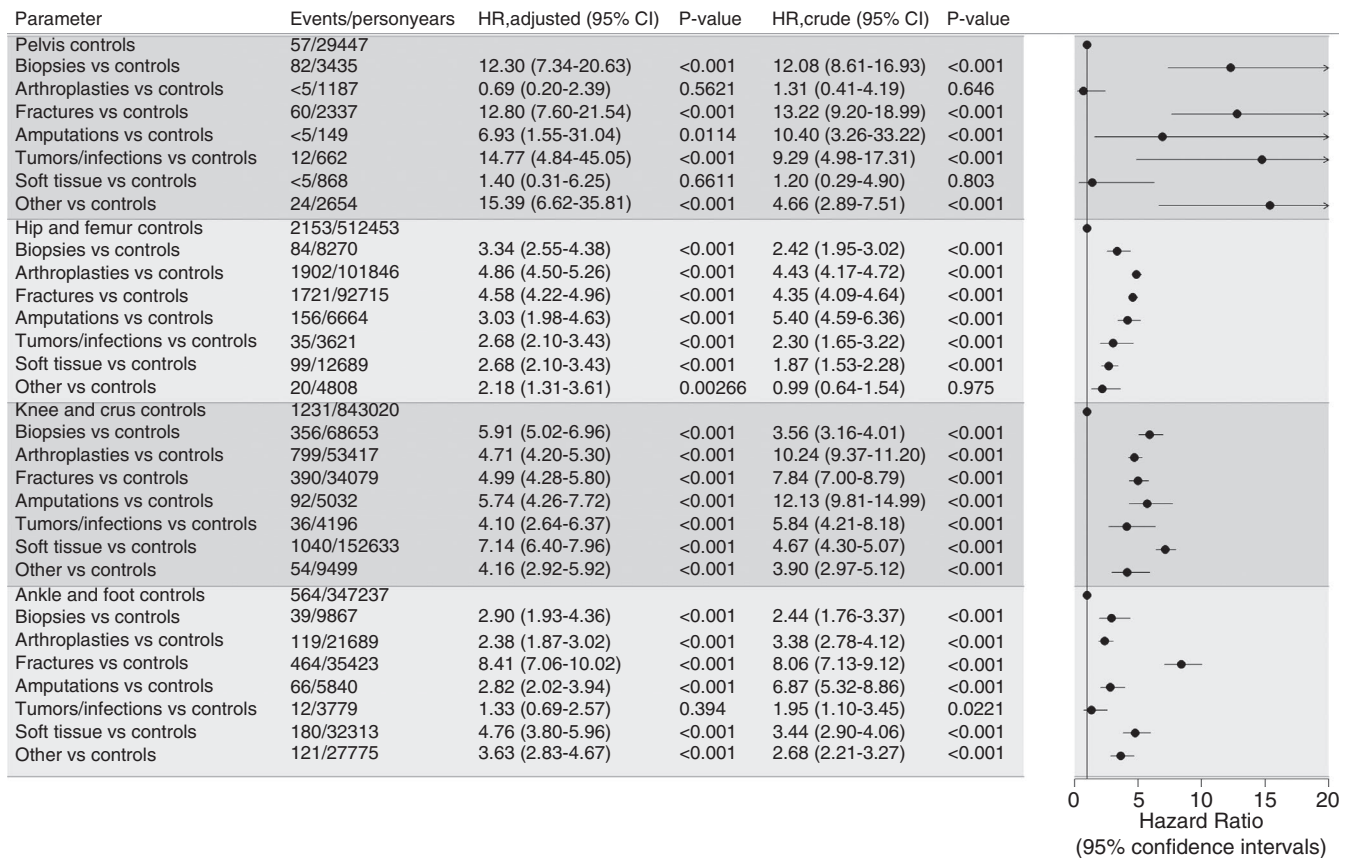 Parameter Events/personyears HR,adjusted (95% CI) P-value HR,crude (95% CI) P-value
Pelvis controls 57/29447
Biopsies vs controls 82/3435 12.30 (7.34-20.63) <0.001 12.08 (8.61-16.93) <0.001
Arthroplasties vs controls <5/1187 0.69 (0.20-2.39) 0.5621 1.31 (0.41-4.19) 0.646
Fractures vs controls 60/2337 12.80 (7.60-21.54) <0.001 13.22 (9.20-18.99) <0.001
Amputations vs controls <5/149 6.93 (1.55-31.04) 0.0114 10.40 (3.26-33.22) <0.001
Tumors/infections vs controls 12/662 14.77 (4.84-45.05) <0.001 9.29 (4.98-17.31) <0.001
Soft tissue vs controls <5/868 1.40 (0.31-6.25) 0.6611 1.20 (0.29-4.90) 0.803
Other vs controls 24/2654 15.39 (6.62-35.81) <0.001 4.66 (2.89-7.51) <0.001
Hip and femur controls 2153/512453
Biopsies vs controls 84/8270 3.34 (2.55-4.38) <0.001 2.42 (1.95-3.02) <0.001
Arthroplasties vs controls 1902/101846 4.86 (4.50-5.26) <0.001 4.43 (4.17-4.72) <0.001
Fractures vs controls 1721/92715 4.58 (4.22-4.96) <0.001 4.35 (4.09-4.64) <0.001
Amputations vs controls 156/6664 3.03 (1.98-4.63) <0.001 5.40 (4.59-6.36) <0.001
Tumors/infections vs controls 35/3621 2.68 (2.10-3.43) <0.001 2.30 (1.65-3.22) <0.001
Soft tissue vs controls 99/12689 2.68 (2.10-3.43) <0.001 1.87 (1.53-2.28) <0.001
Other vs controls 20/4808 2.18 (1.31-3.61) 0.00266 0.99 (0.64-1.54) 0.975
Knee and crus controls 1231/843020
Biopsies vs controls 356/68653 5.91 (5.02-6.96) <0.001 3.56 (3.16-4.01) <0.001
Arthroplasties vs controls 799/53417 4.71 (4.20-5.30) <0.001 10.24 (9.37-11.20) <0.001
Fractures vs controls 390/34079 4.99 (4.28-5.80) <0.001 7.84 (7.00-8.79) <0.001
Amputations vs controls 92/5032 5.74 (4.26-7.72) <0.001 12.13 (9.81-14.99) <0.001
Tumors/infections vs controls 36/4196 4.10 (2.64-6.37) <0.001 5.84 (4.21-8.18) <0.001
Soft tissue vs controls 1040/152633 7.14 (6.40-7.96) <0.001 4.67 (4.30-5.07) <0.001
Other vs controls 54/9499 4.16 (2.92-5.92) <0.001 3.90 (2.97-5.12) <0.001
Ankle and foot controls 564/347237
Biopsies vs controls 39/9867 2.90 (1.93-4.36) <0.001 2.44 (1.76-3.37) <0.001
Arthroplasties vs controls 119/21689 2.38 (1.87-3.02) <0.001 3.38 (2.78-4.12) <0.001
Fractures vs controls 464/35423 8.41 (7.06-10.02) <0.001 8.06 (7.13-9.12) <0.001
Amputations vs controls 66/5840 2.82 (2.02-3.94) <0.001 6.87 (5.32-8.86) <0.001
Tumors/infections vs controls 12/3779 1.33 (0.69-2.57) 0.394 1.95 (1.10-3.45) 0.0221
Soft tissue vs controls 180/32313 4.76 (3.80-5.96) <0.001 3.44 (2.90-4.06) <0.001
Other vs controls 121/27775 3.63 (2.83-4.67) <0.001 2.68 (2.21-3.27) <0.001
0 5 10 15 20
Hazard Ratio
(95% confidence intervals)